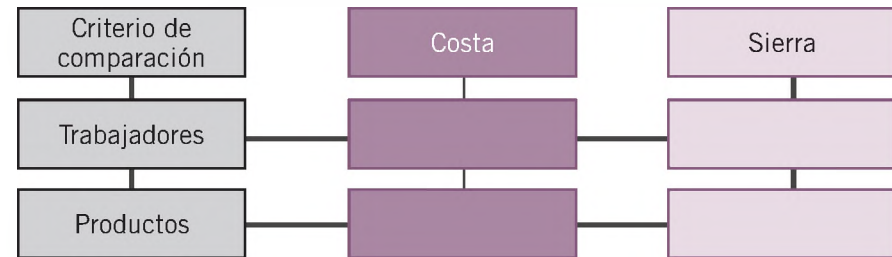 Criterio de
comparación
Costa
Sierra
Trabajadores
Productos